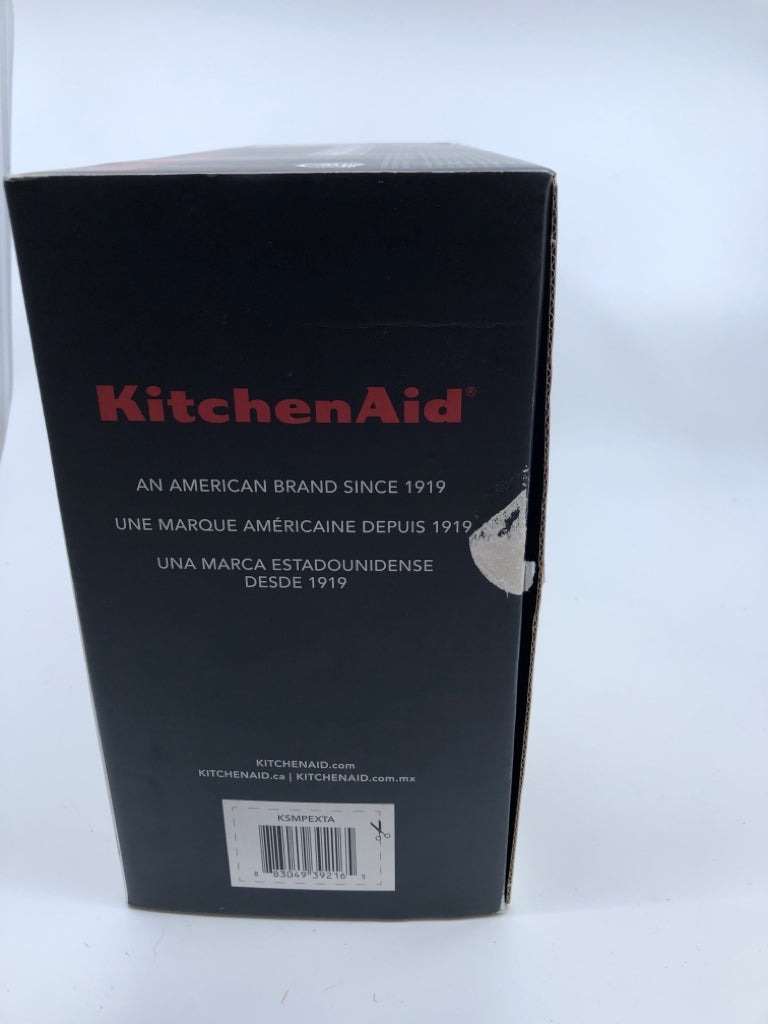 KitchenAid®
AN AMERICAN BRAND SINCE 1919
UNE MARQUE AMÉRICAINE DEPUIS 1919
UNA MARCA ESTADOUNIDENSE
DESDE 1919
KITCHENAID.com
KITCHENAID.ca | KITCHENAID.com.mx
KSMPEXTA
8 83049 39216 5